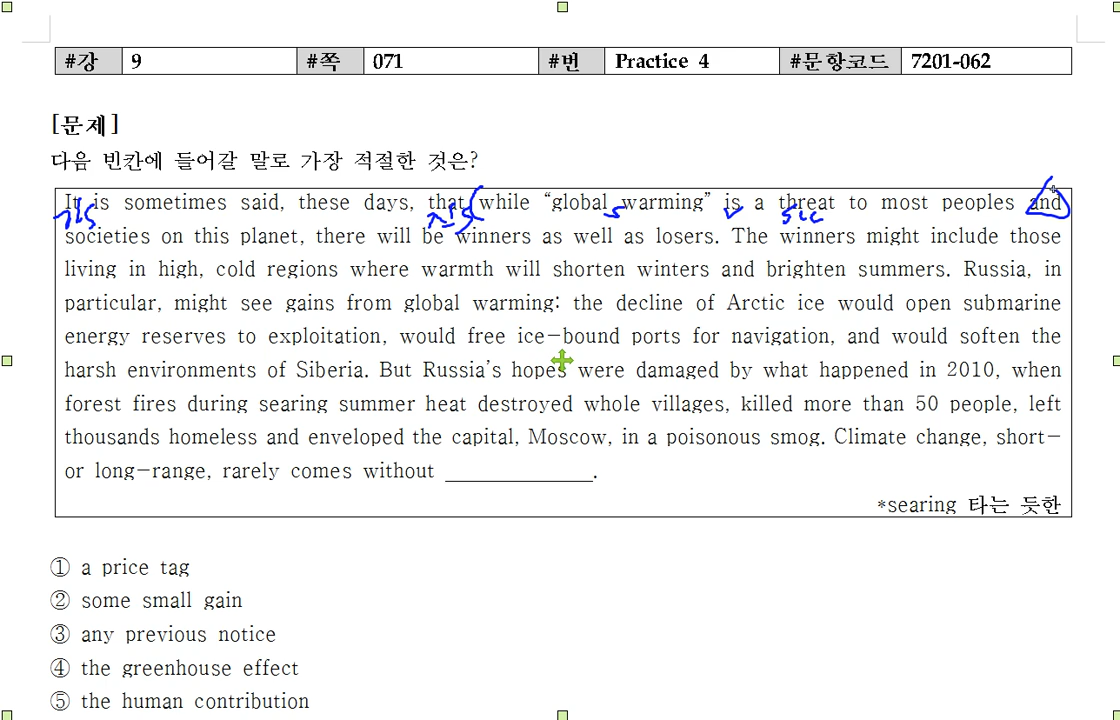 #강 9 #쪽 071 #번 Practice 4 #문항코드 7201-062
[문제]
다음 빈칸에 들어갈 말로 가장 적절한 것은?
It is sometimes said, these days, that while “global warming” is a threat to most peoples and
societies on this planet, there will be winners as well as losers. The winners might include those
living in high, cold regions where warmth will shorten winters and brighten summers. Russia, in
particular, might see gains from global warming: the decline of Arctic ice would open submarine
energy reserves to exploitation, would free ice-bound ports for navigation, and would soften the
harsh environments of Siberia. But Russia’s hopes were damaged by what happened in 2010, when
forest fires during searing summer heat destroyed whole villages, killed more than 50 people, left
thousands homeless and enveloped the capital, Moscow, in a poisonous smog. Climate change, short-
or long-range, rarely comes without ______________.
*searing 타는 듯한
① a price tag
② some small gain
③ any previous notice
④ the greenhouse effect
⑤ the human contribution